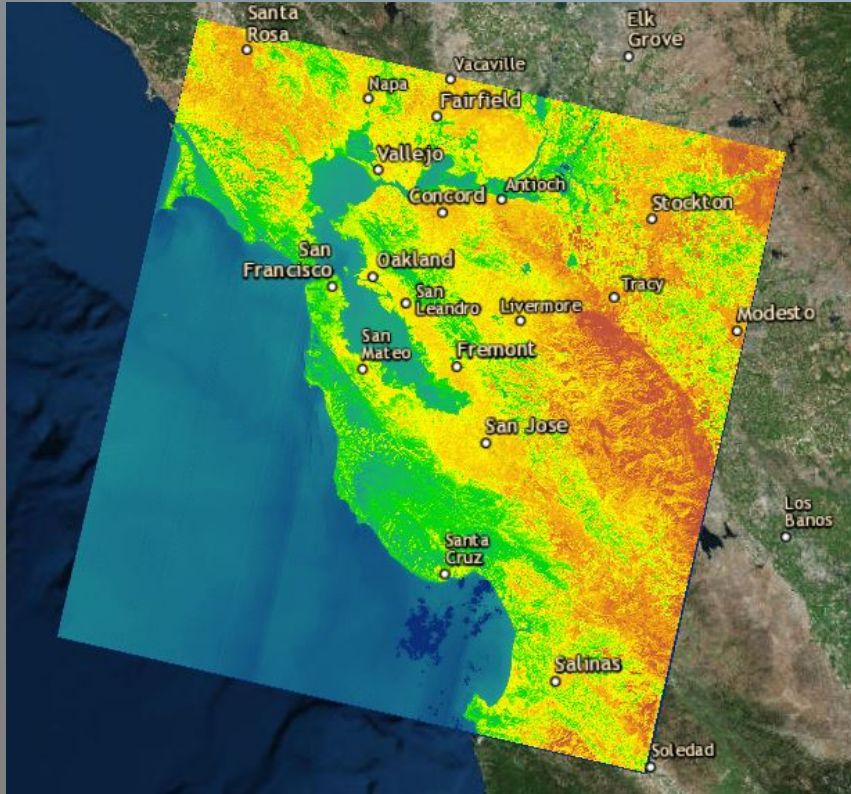 Santa
Rosa
Elk
Grove
Vacaville
Napa
Fairfield
Vallejo
Antioch
Concord
Stockton
San
Francisco
Oakland
San
Leandro
Tracy
Livermore
Modesto
San
Mateo
Fremont
San Jose
Los
Banos
Santa
Cruz
Salinas
Soledad